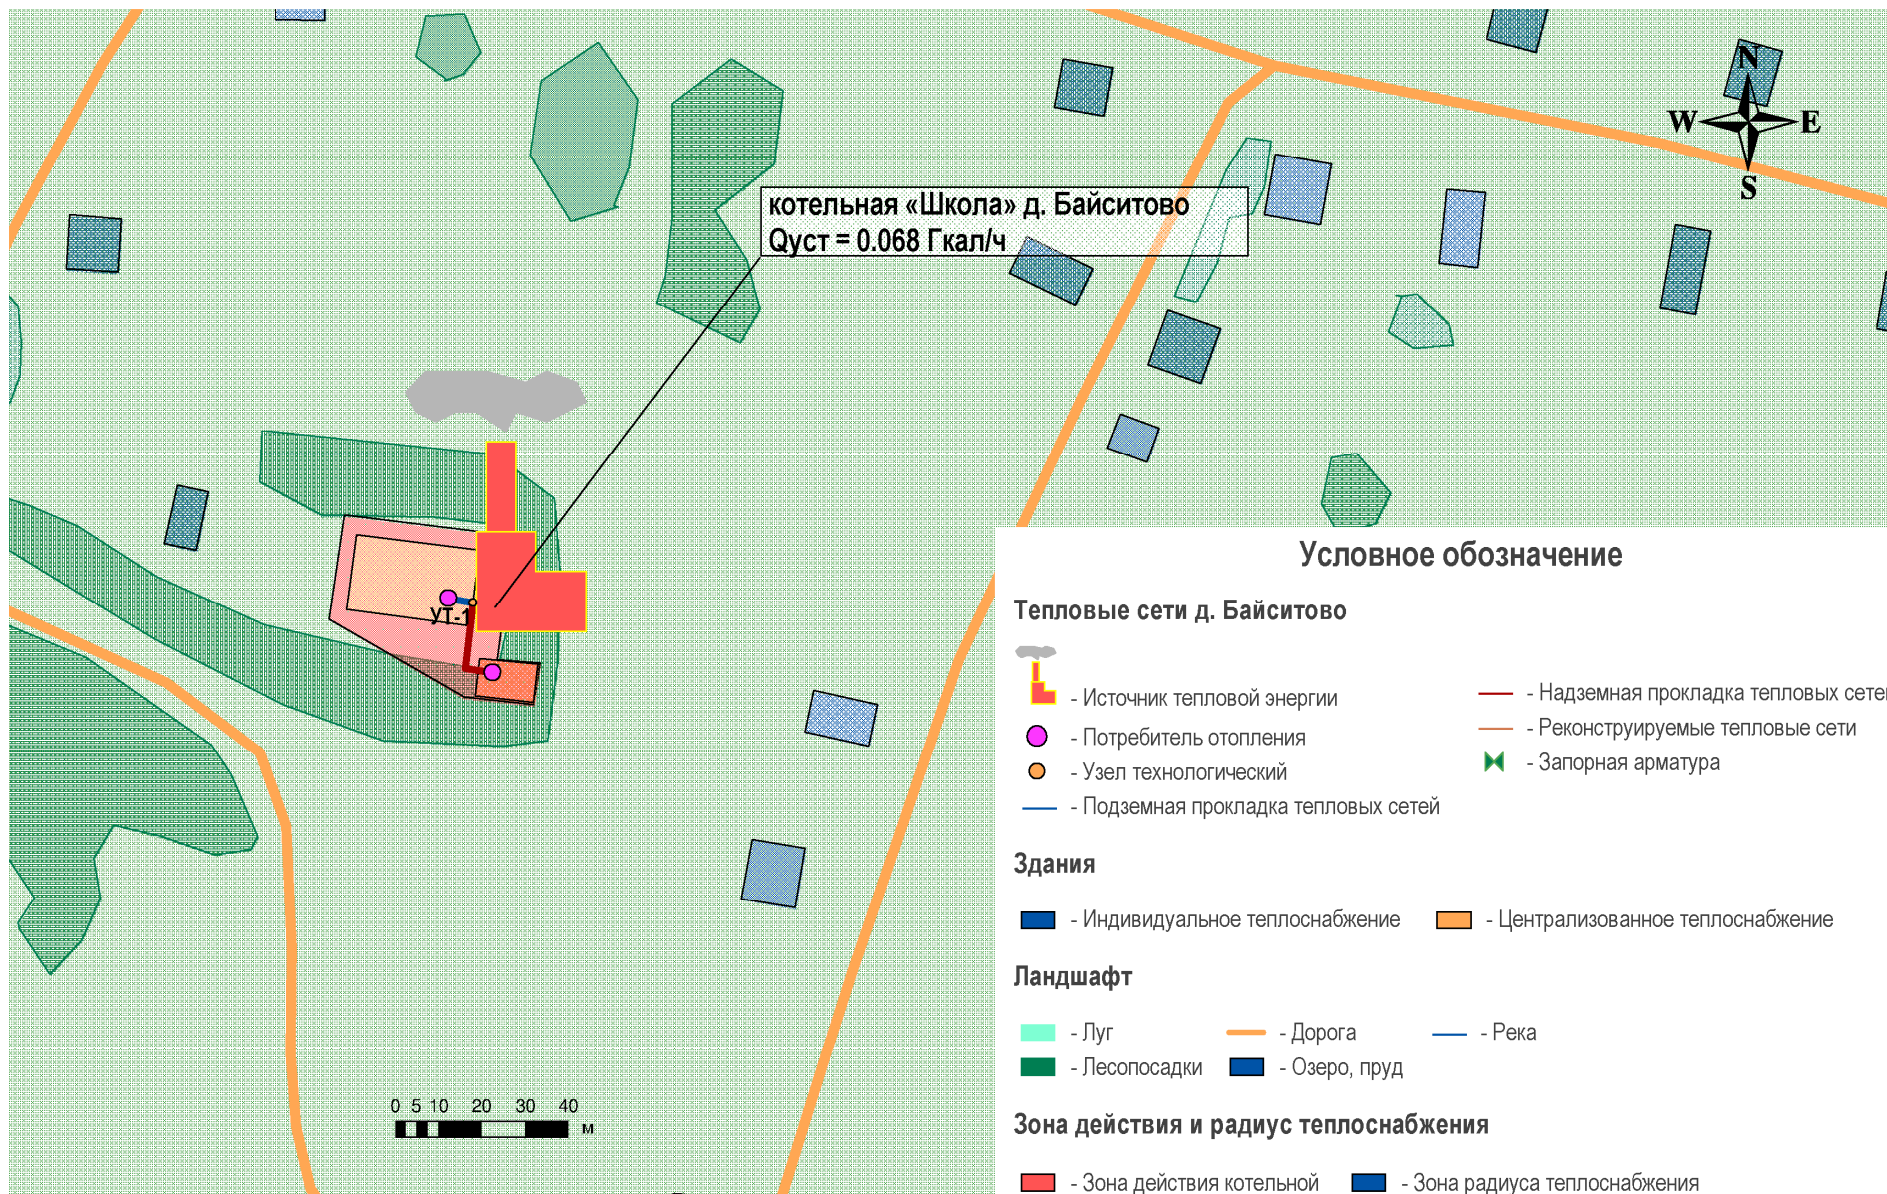 N
W E
S
котельная «Школа» д. Байситово
Qуст = 0.068 Гкал/ч
УТ-1
0 5 10 20 30 40
м
Условное обозначение
Тепловые сети д. Байситово
- Источник тепловой энергии
- Потребитель отопления
- Узел технологический
- Подземная прокладка тепловых сетей
- Надземная прокладка тепловых сетей
- Реконструируемые тепловые сети
- Запорная арматура
Здания
- Индивидуальное теплоснабжение - Централизованное теплоснабжение
Ландшафт
- Луг - Дорога - Река
- Лесопосадки - Озеро, пруд
Зона действия и радиус теплоснабжения
- Зона действия котельной - Зона радиуса теплоснабжения